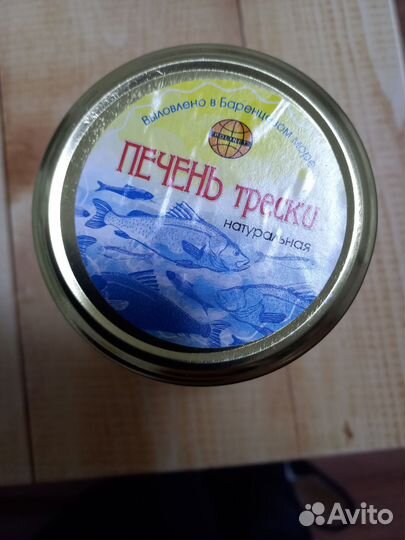 Выловлено в Баренцевом море
ПЕЧЕНЬ трески
натуральная
Avito